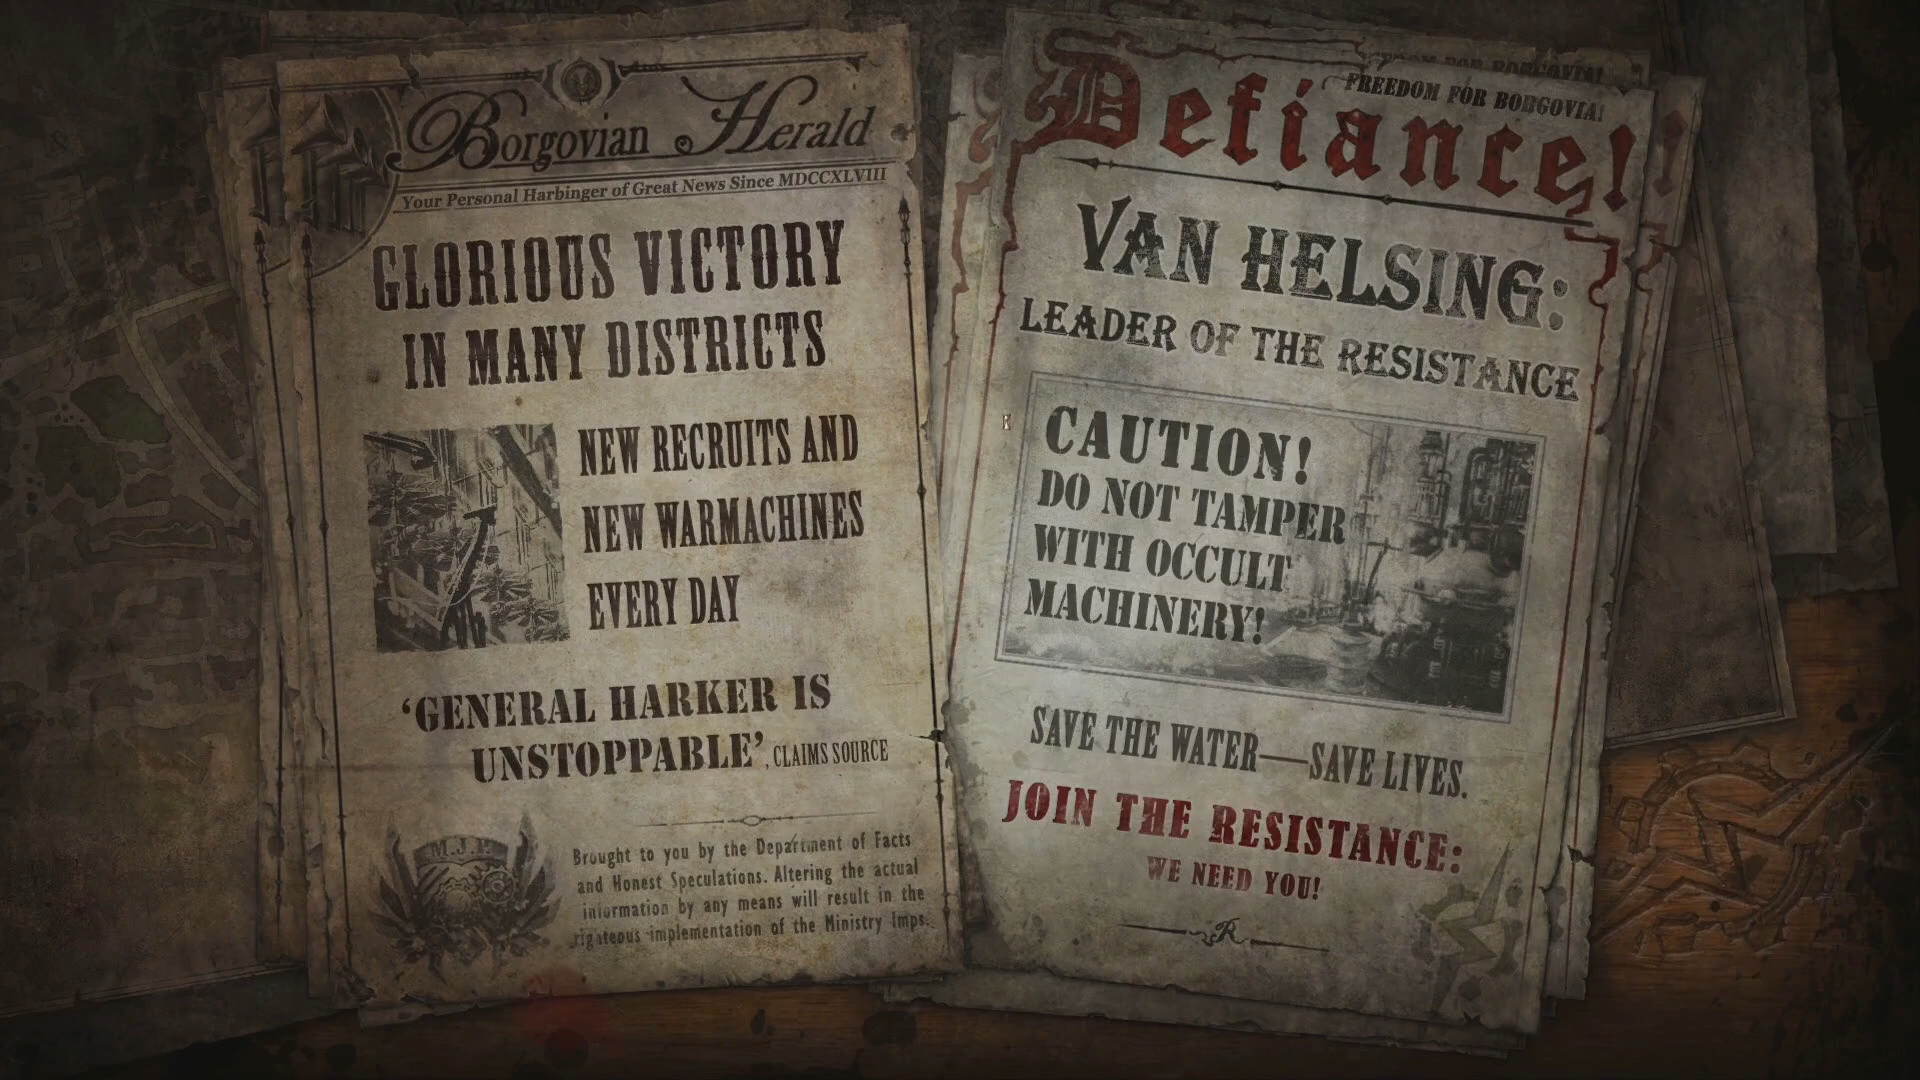 Borgovian Herald
Your Personal Harbinger of Great News Since MDCCXLVIII
GLORIOUS VICTORY
IN MANY DISTRICTS
NEW RECRUITS AND
NEW WARMACHINES
EVERY DAY
‘GENERAL HARKER IS
UNSTOPPABLE’, CLAIMS SOURCE
Brought to you by the Department of Facts
and Honest Speculations. Altering the actual
information by any means will result in the
righteous implementation of the Ministry Imps.
FREEDOM FOR BORGOVIA!
Defiance!
VAN HELSING:
LEADER OF THE RESISTANCE
CAUTION!
DO NOT TAMPER
WITH OCCULT
MACHINERY!
SAVE THE WATER—SAVE LIVES.
JOIN THE RESISTANCE:
WE NEED YOU!
R